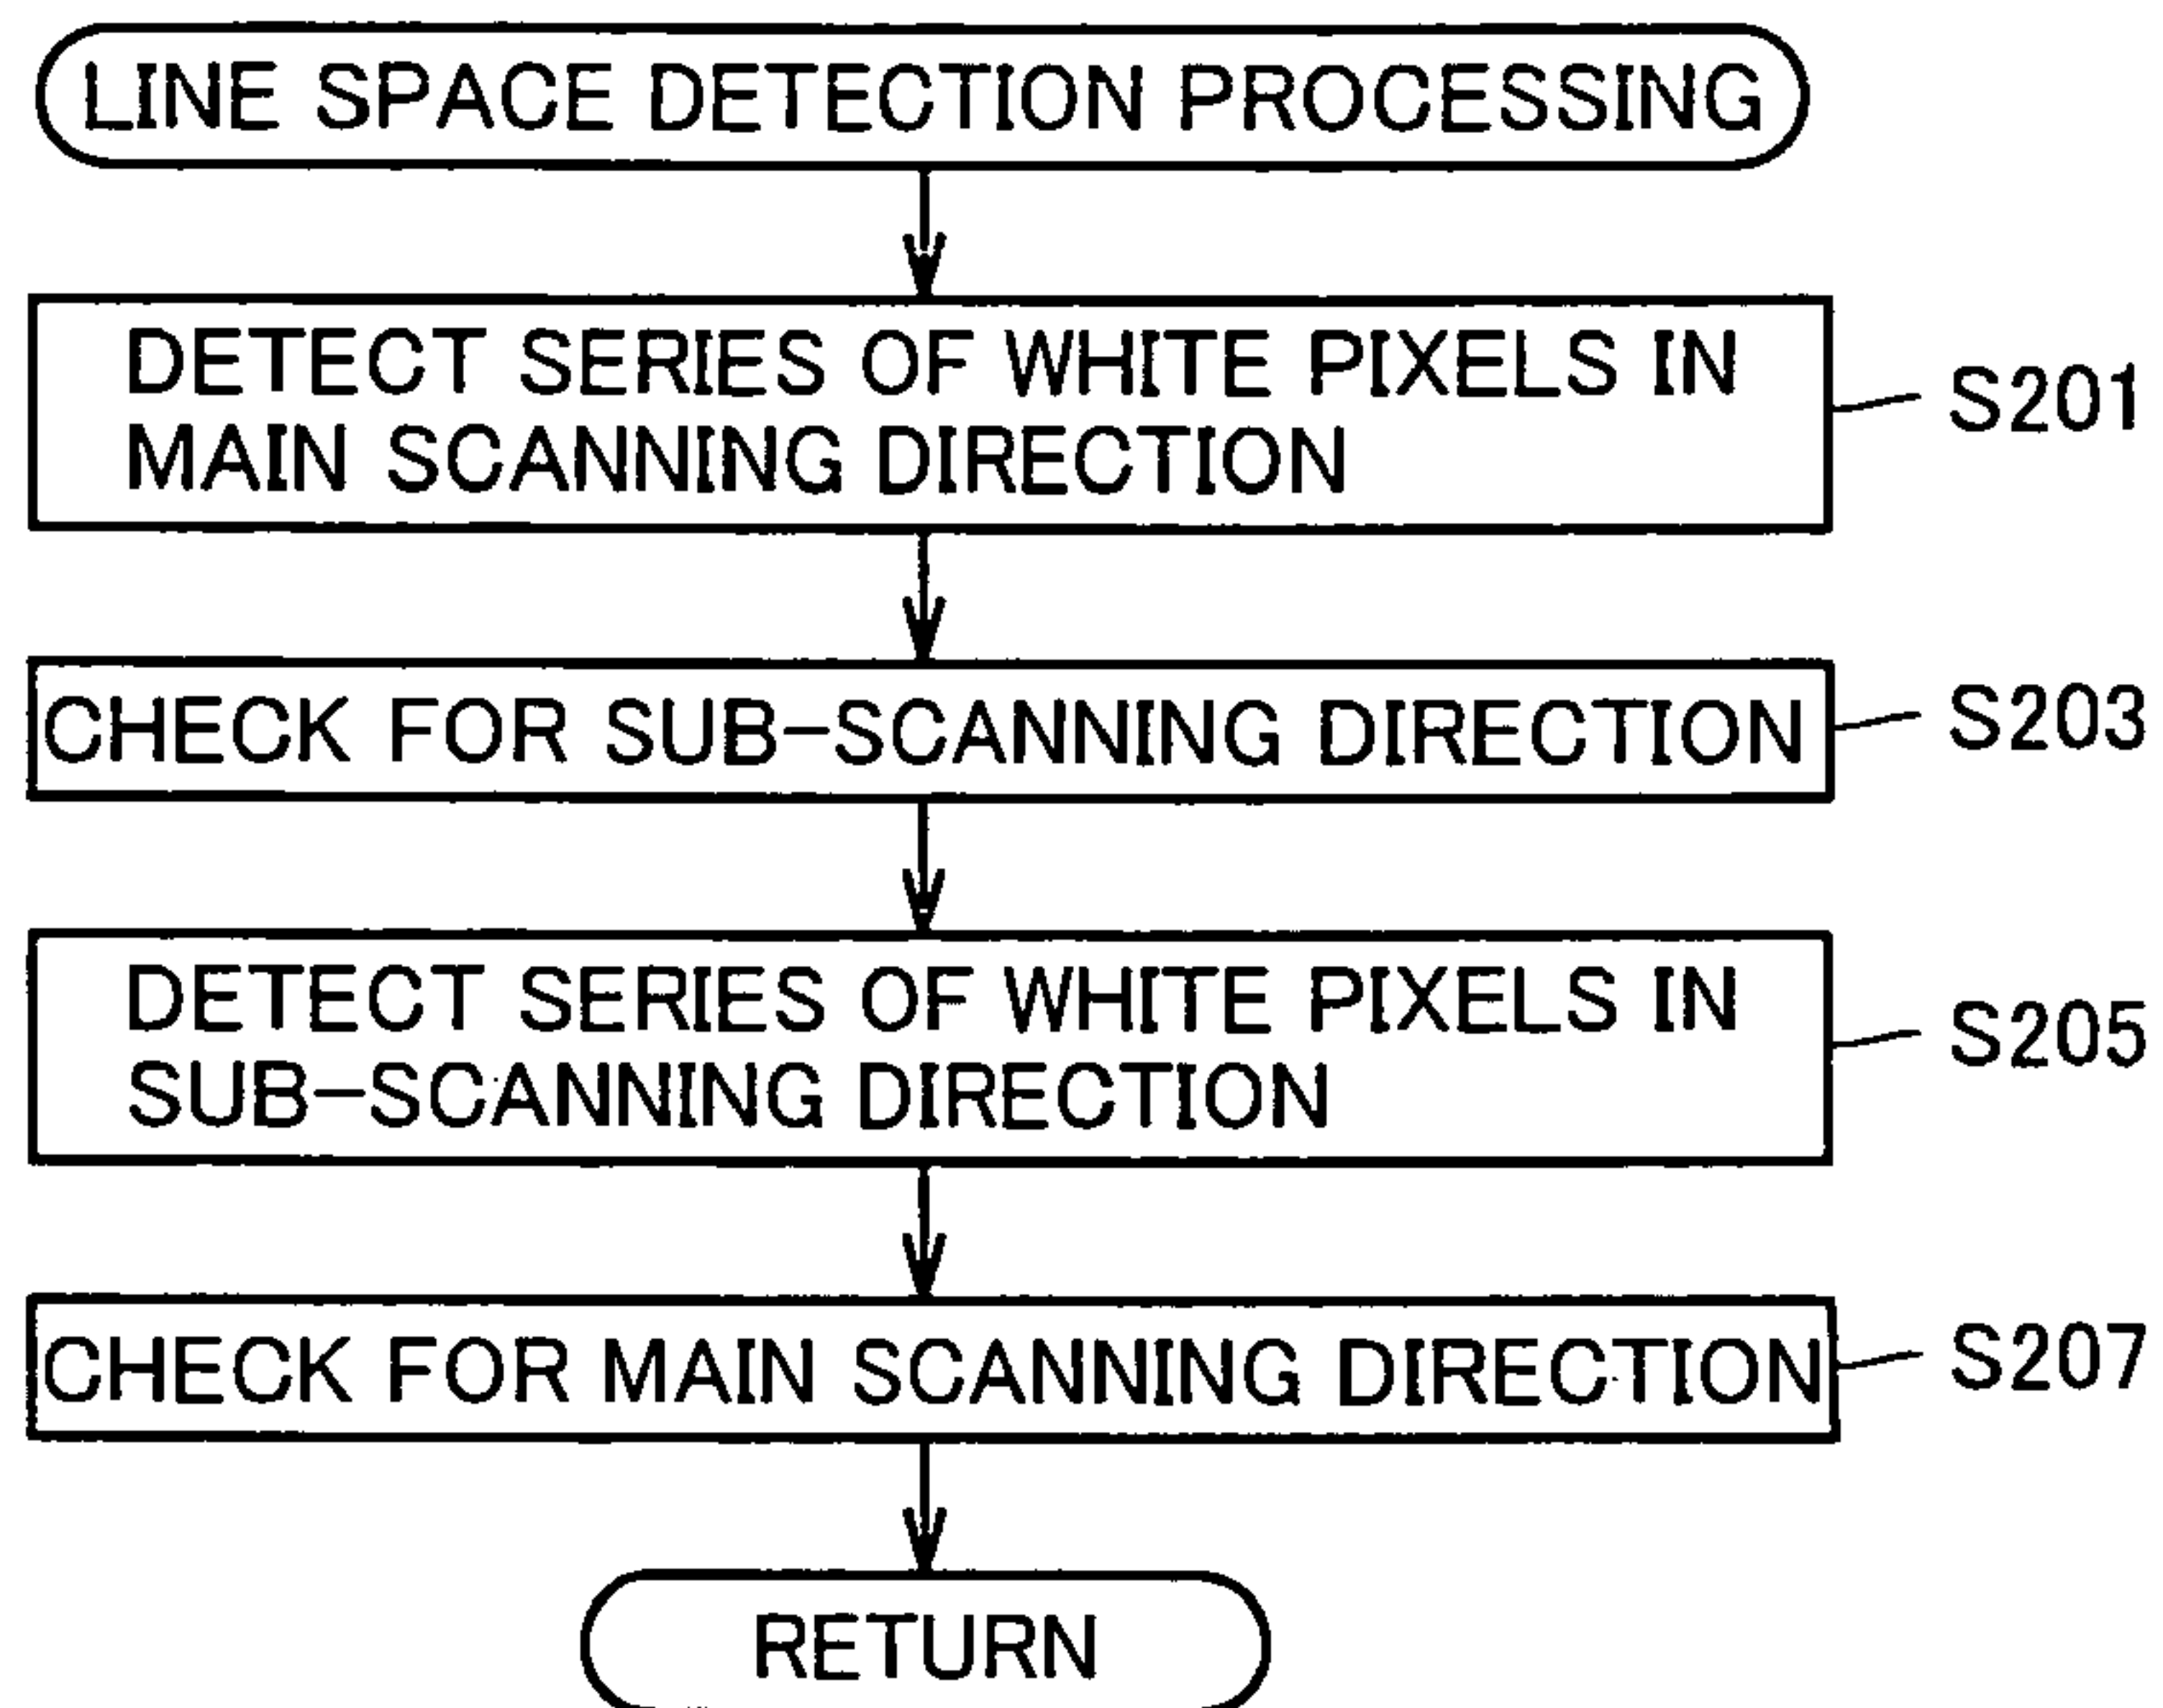 LINE SPACE DETECTION PROCESSING
DETECT SERIES OF WHITE PIXELS IN
MAIN SCANNING DIRECTION
S201
CHECK FOR SUB-SCANNING DIRECTION
S203
DETECT SERIES OF WHITE PIXELS IN
SUB-SCANNING DIRECTION
S205
CHECK FOR MAIN SCANNING DIRECTION
S207
RETURN